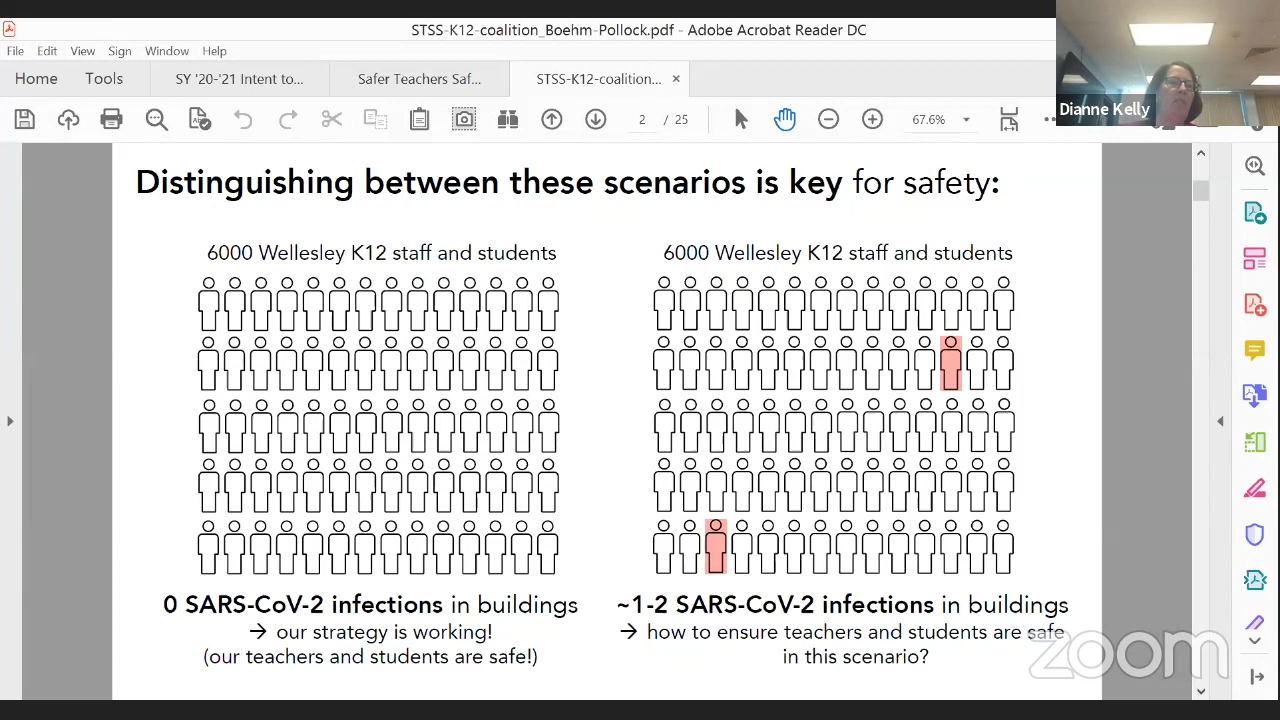 STSS-K12-coalition_Boehm-Pollock.pdf - Adobe Acrobat Reader DC
File Edit View Sign Window Help
Home Tools SY '20-'21 Intent to... Safer Teachers Saf... STSS-K12-coalition... ×
2 / 25 67.6%
Dianne Kelly
Distinguishing between these scenarios is key for safety:
6000 Wellesley K12 staff and students
0 SARS-CoV-2 infections in buildings
→ our strategy is working!
(our teachers and students are safe!)
6000 Wellesley K12 staff and students
~1-2 SARS-CoV-2 infections in buildings
→ how to ensure teachers and students are safe
in this scenario?
zoom